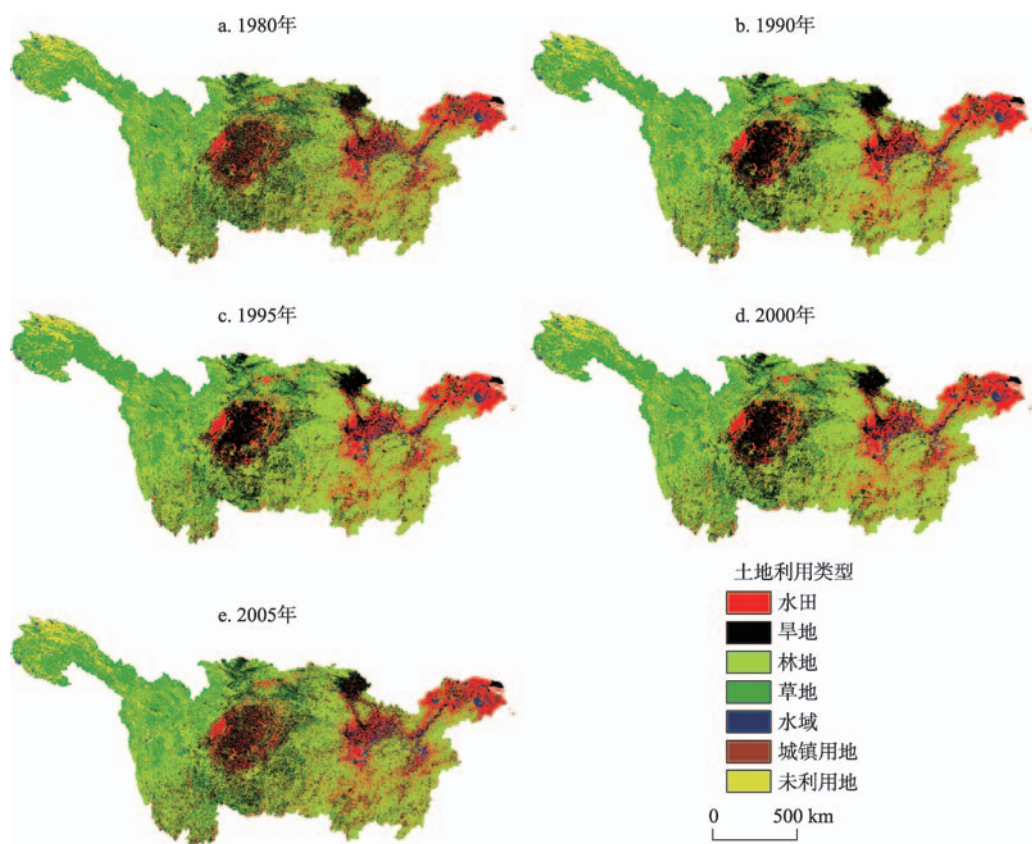 a. 1980年
b. 1990年
c. 1995年
d. 2000年
e. 2005年
土地利用类型
水田
旱地
林地
草地
水域
城镇用地
未利用地
0 500 km